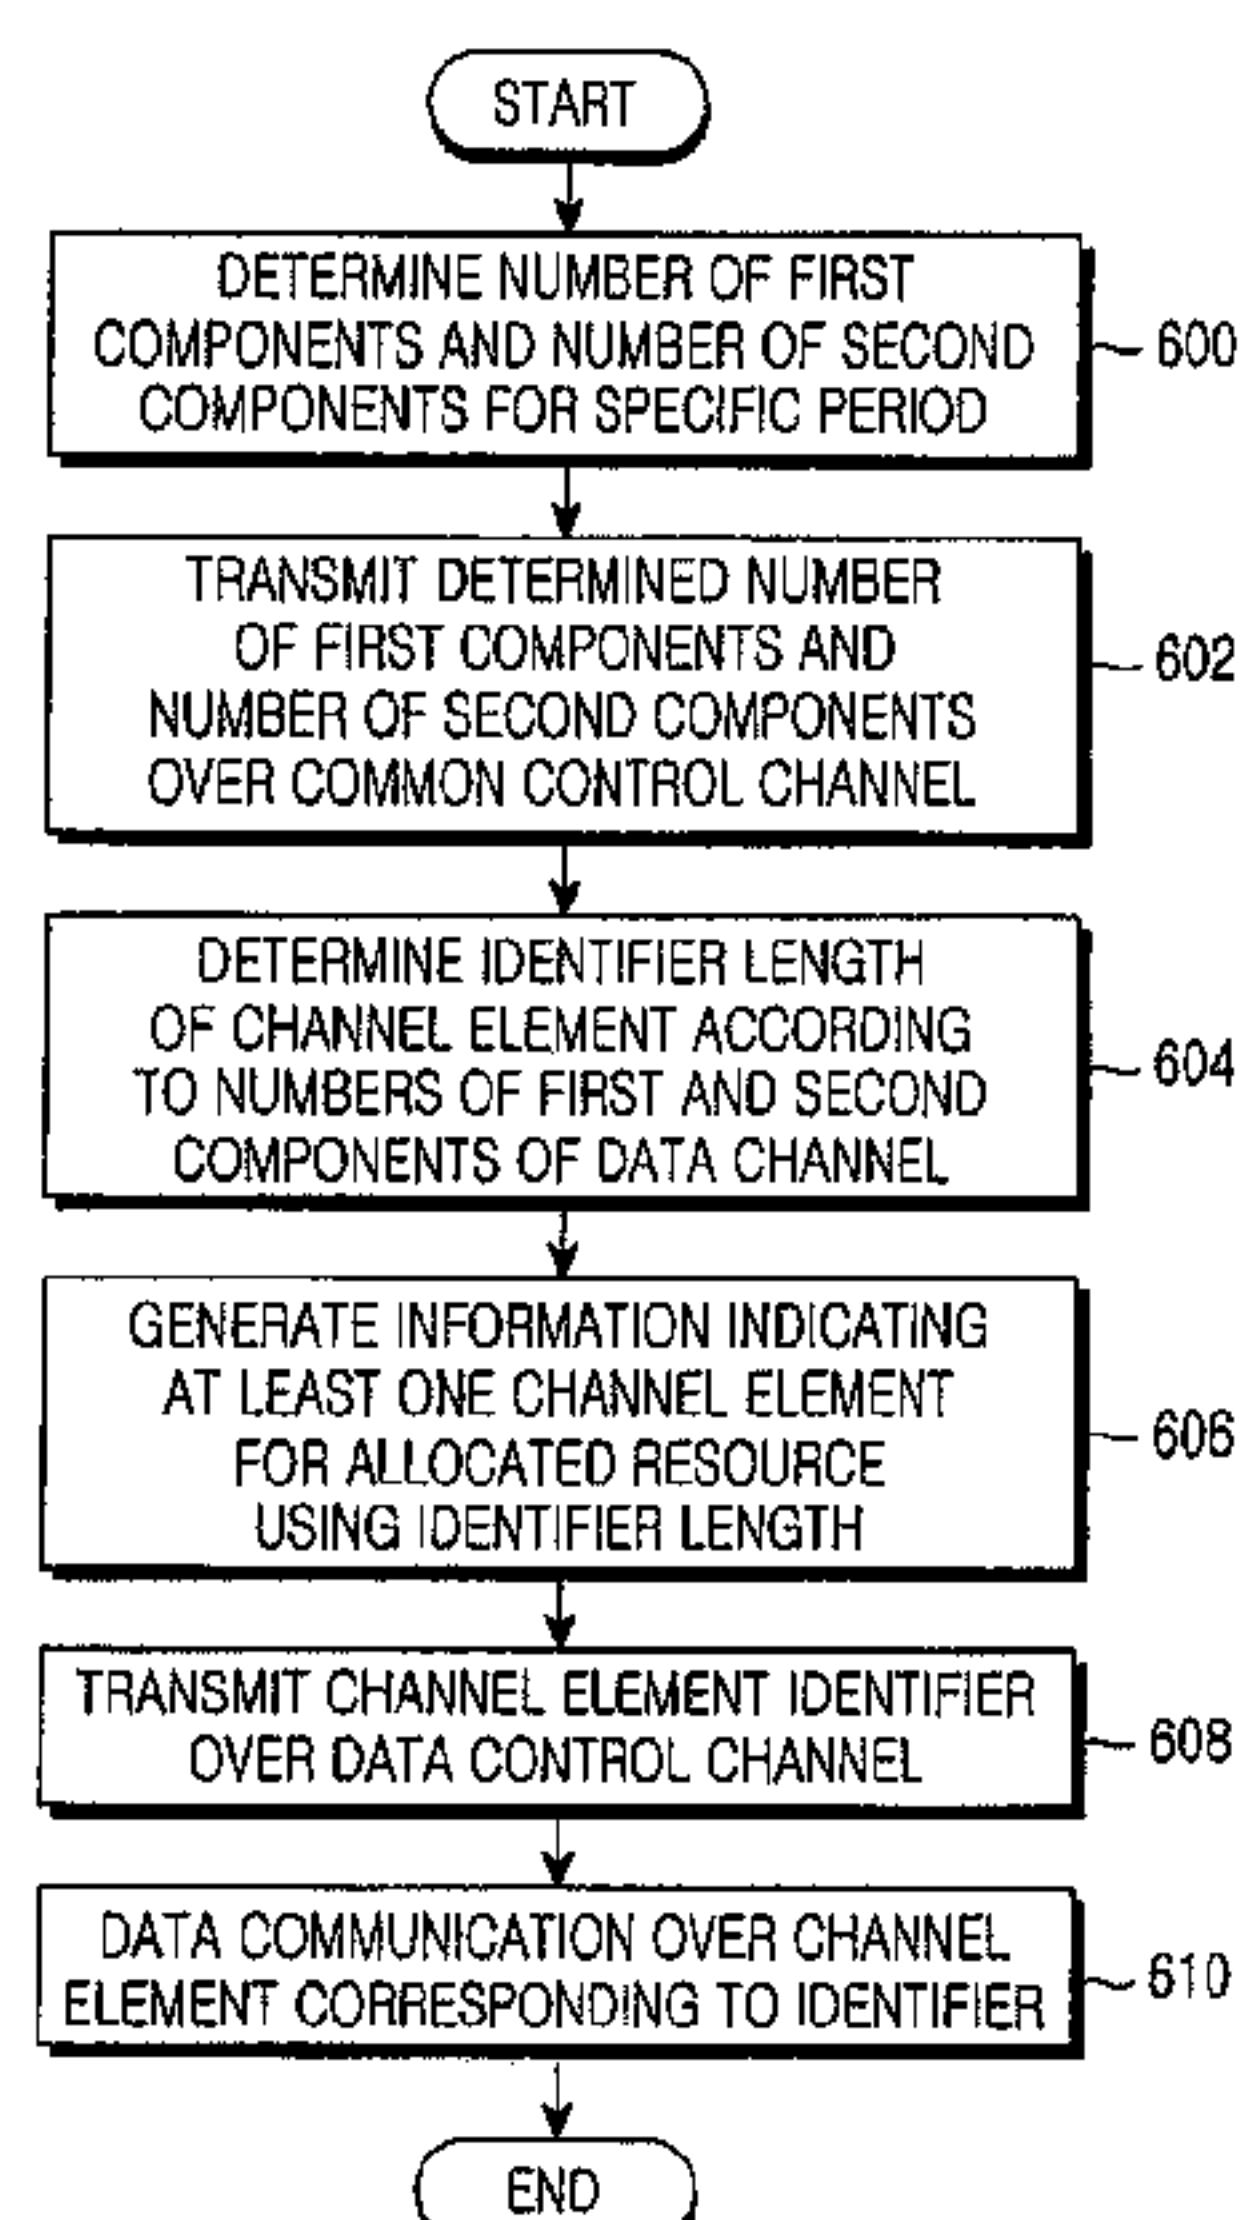 START
DETERMINE NUMBER OF FIRST
COMPONENTS AND NUMBER OF SECOND
COMPONENTS FOR SPECIFIC PERIOD
600
TRANSMIT DETERMINED NUMBER
OF FIRST COMPONENTS AND
NUMBER OF SECOND COMPONENTS
OVER COMMON CONTROL CHANNEL
602
DETERMINE IDENTIFIER LENGTH
OF CHANNEL ELEMENT ACCORDING
TO NUMBERS OF FIRST AND SECOND
COMPONENTS OF DATA CHANNEL
604
GENERATE INFORMATION INDICATING
AT LEAST ONE CHANNEL ELEMENT
FOR ALLOCATED RESOURCE
USING IDENTIFIER LENGTH
606
TRANSMIT CHANNEL ELEMENT IDENTIFIER
OVER DATA CONTROL CHANNEL
608
DATA COMMUNICATION OVER CHANNEL
ELEMENT CORRESPONDING TO IDENTIFIER
610
END